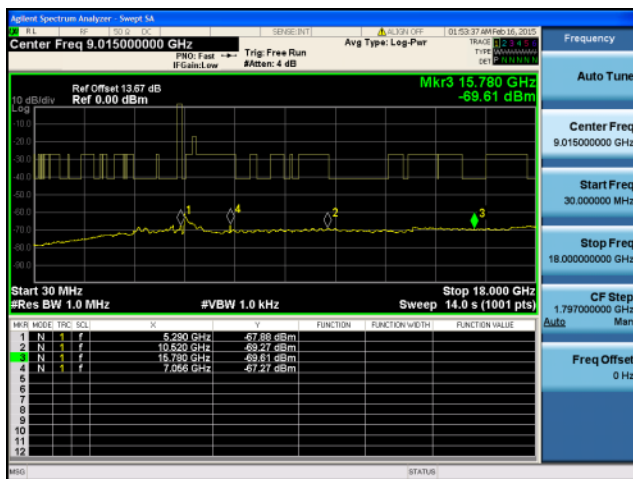 Agilent Spectrum Analyzer - Swept SA
RL RF 50 Ω DC SENSE:INT ALIGN OFF 01:53:37 AM Feb 16, 2015
Center Freq 9.015000000 GHz
PNO: Fast Trig: Free Run
IFGain:Low #Atten: 4 dB
Avg Type: Log-Pwr
TRACE 1 2 3 4 5 6
TYPE
DET P N N N N N
Ref Offset 13.67 dB
10 dB/div Ref 0.00 dBm
Mkr3 15.780 GHz
-69.61 dBm
Log
-10.0
-20.0
-30.0
-40.0
-50.0
-60.0
-70.0
-80.0
-90.0
1 4 2 3
Start 30 MHz Stop 18.000 GHz
#Res BW 1.0 MHz #VBW 1.0 kHz Sweep 14.0 s (1001 pts)
MKR MODE TRC SCL X Y FUNCTION FUNCTION WIDTH FUNCTION VALUE
1 N 1 f 5.290 GHz -67.88 dBm
2 N 1 f 10.520 GHz -69.27 dBm
3 N 1 f 15.780 GHz -69.61 dBm
4 N 1 f 7.056 GHz -67.27 dBm
5
6
7
8
9
10
11
12
MSG STATUS
Frequency
Auto Tune
Center Freq
9.015000000 GHz
Start Freq
30.000000 MHz
Stop Freq
18.000000000 GHz
CF Step
1.797000000 GHz
Auto Man
Freq Offset
0 Hz